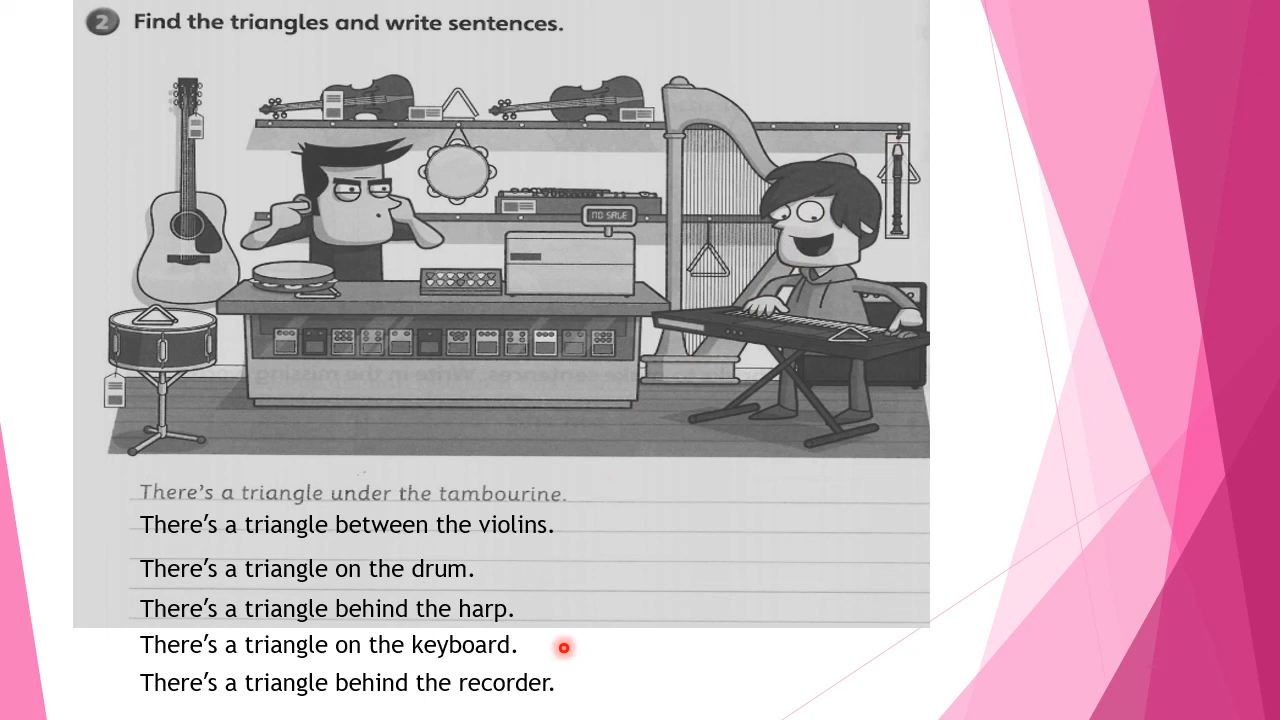 2 Find the triangles and write sentences.
NO SALE
There's a triangle under the tambourine.
There's a triangle between the violins.
There's a triangle on the drum.
There's a triangle behind the harp.
There's a triangle on the keyboard.
There's a triangle behind the recorder.